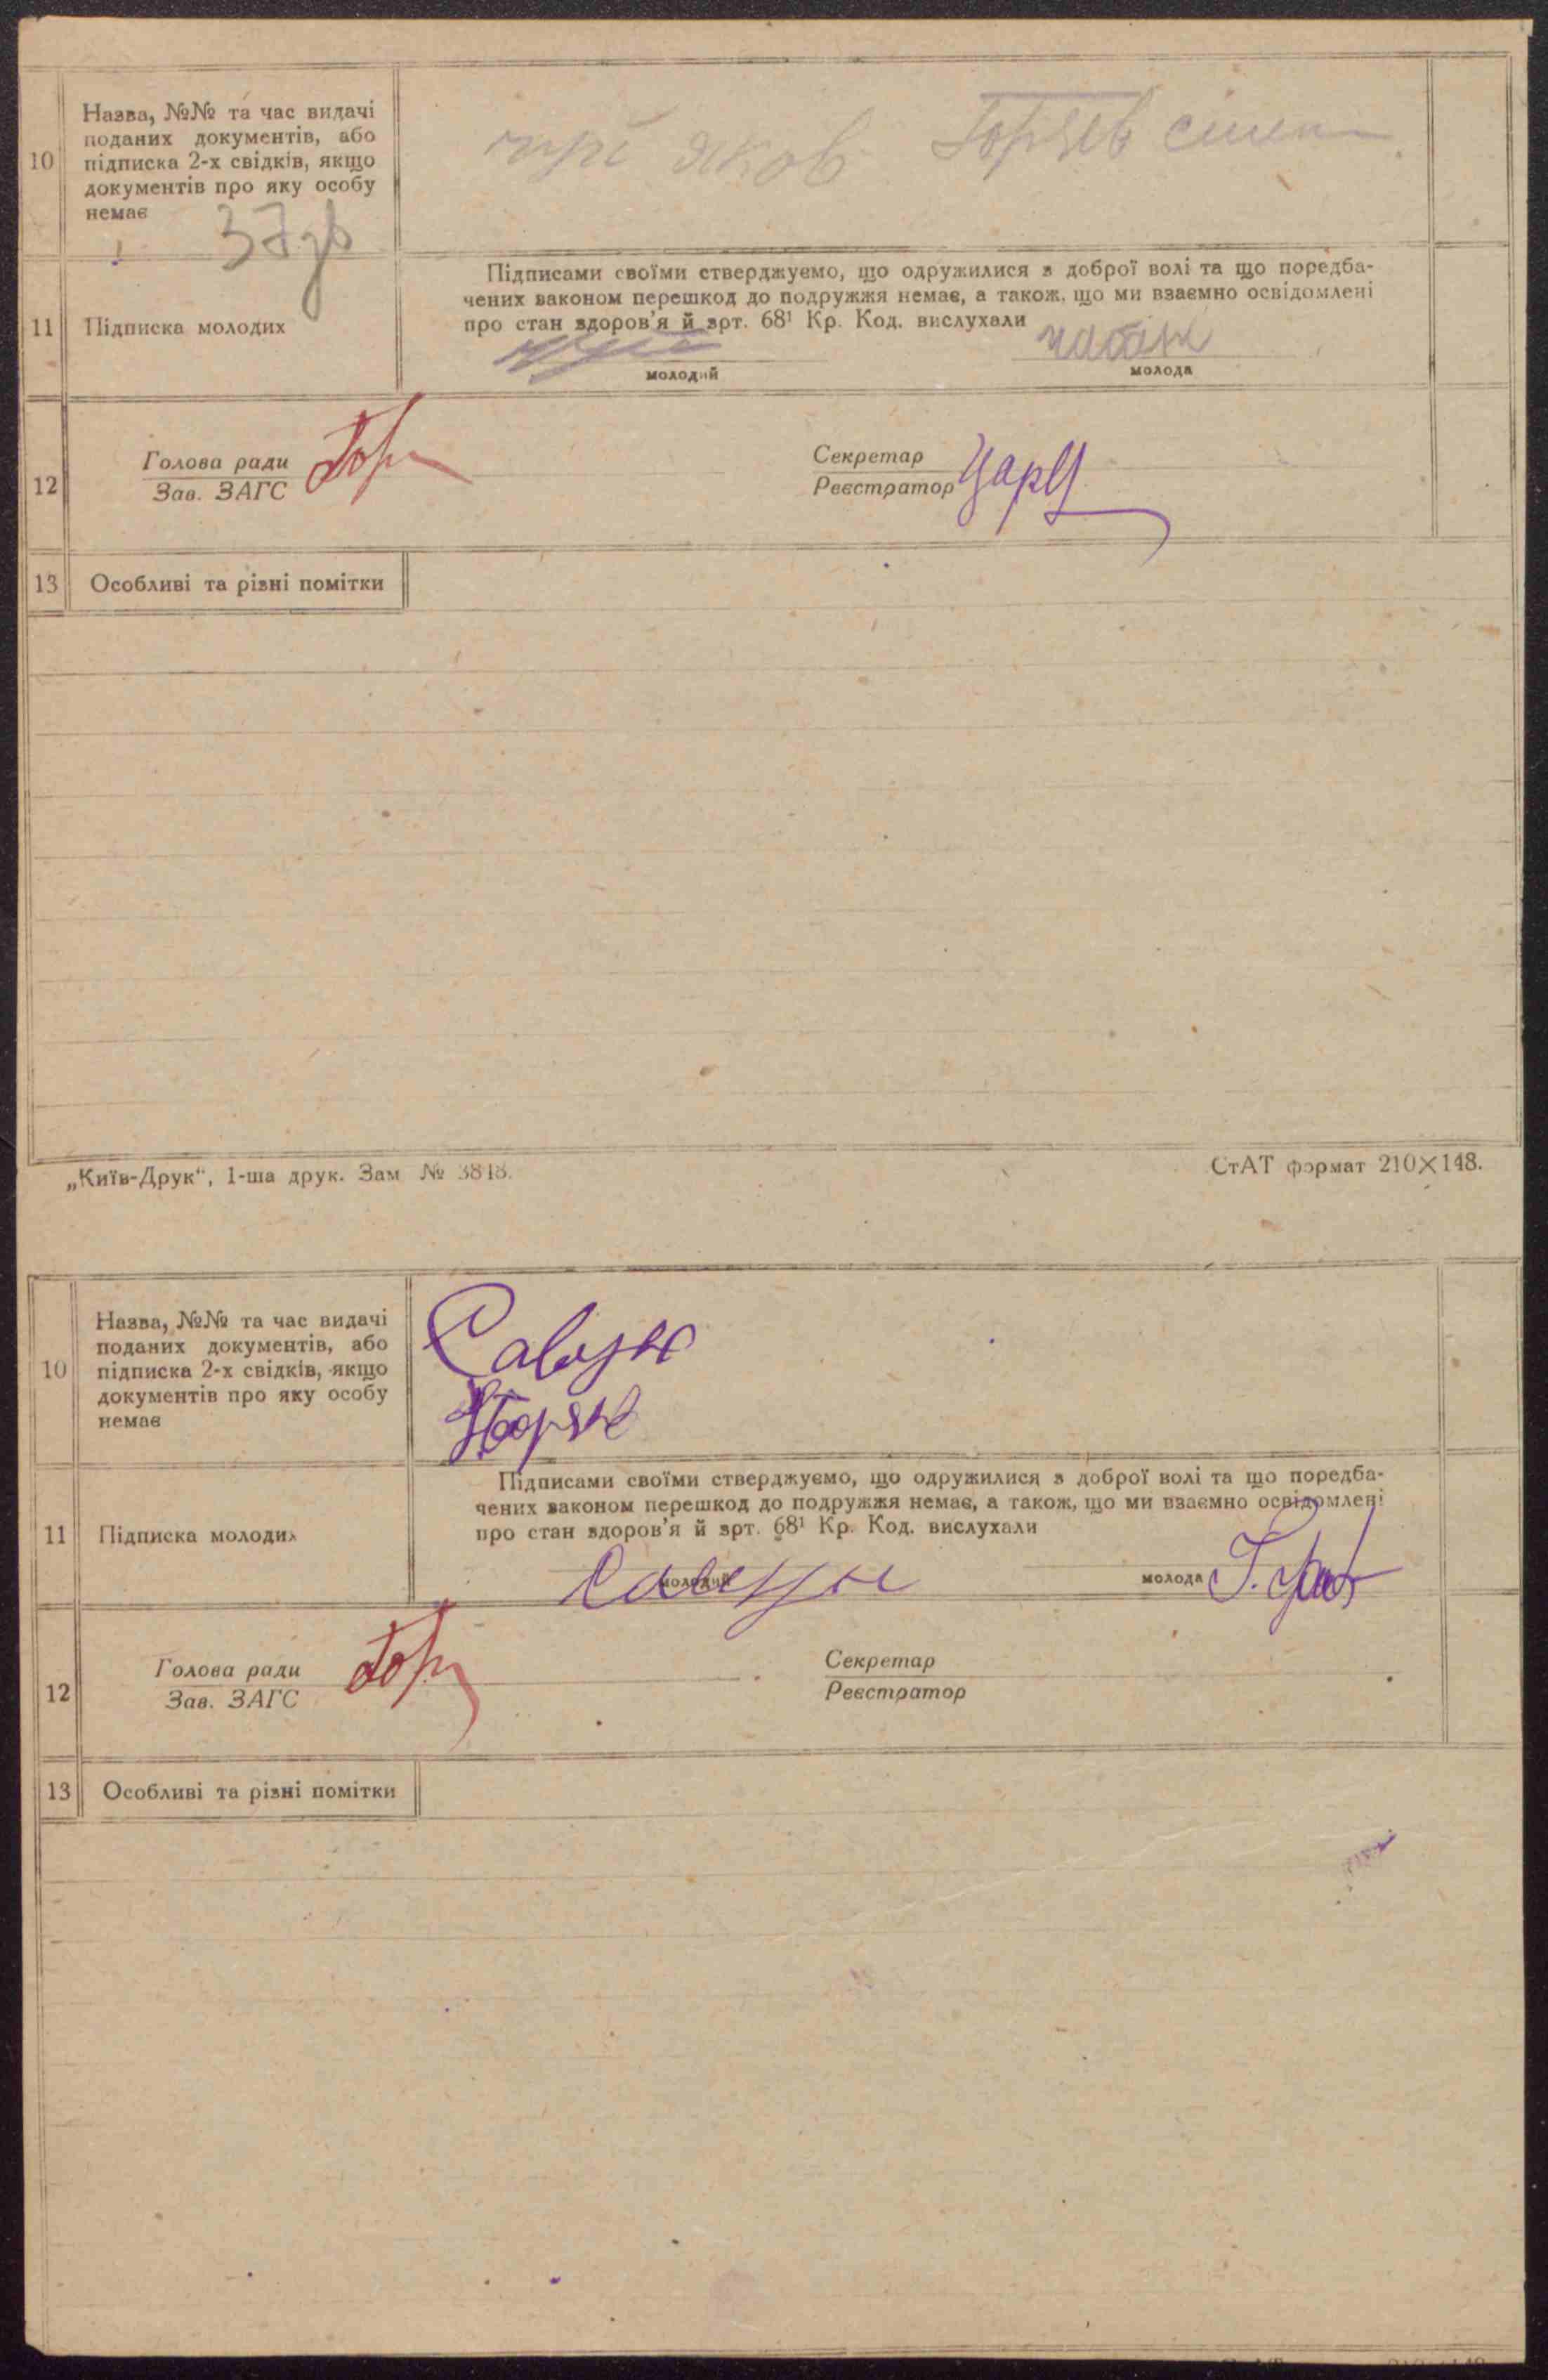 10
Назва, №№ та час видачі
поданих документів, або
підписка 2-х свідків, якщо
документів про яку особу
немає
яков
11
Підписка молодих
Підписами своїми стверджуємо, що одружилися з доброї волі та що передба-
чених законом перешкод до подружжя немає, а також, що ми взаємно освідомлені
про стан здоров'я й арт. 68¹ Кр. Код. вислухали
молодий
молода
12
Голова ради
Зав. ЗАГС
Секретар
Реєстратор
13
Особливі та різні помітки
„Київ-Друк“, 1-ша друк. Зам № 3818.
СтАТ формат 210×148.
10
Назва, №№ та час видачі
поданих документів, або
підписка 2-х свідків, якщо
документів про яку особу
немає
11
Підписка молодих
Підписами своїми стверджуємо, що одружилися з доброї волі та що передба-
чених законом перешкод до подружжя немає, а також, що ми взаємно освідомлені
про стан здоров'я й арт. 68¹ Кр. Код. вислухали
молодий
молода
12
Голова ради
Зав. ЗАГС
Секретар
Реєстратор
13
Особливі та різні помітки